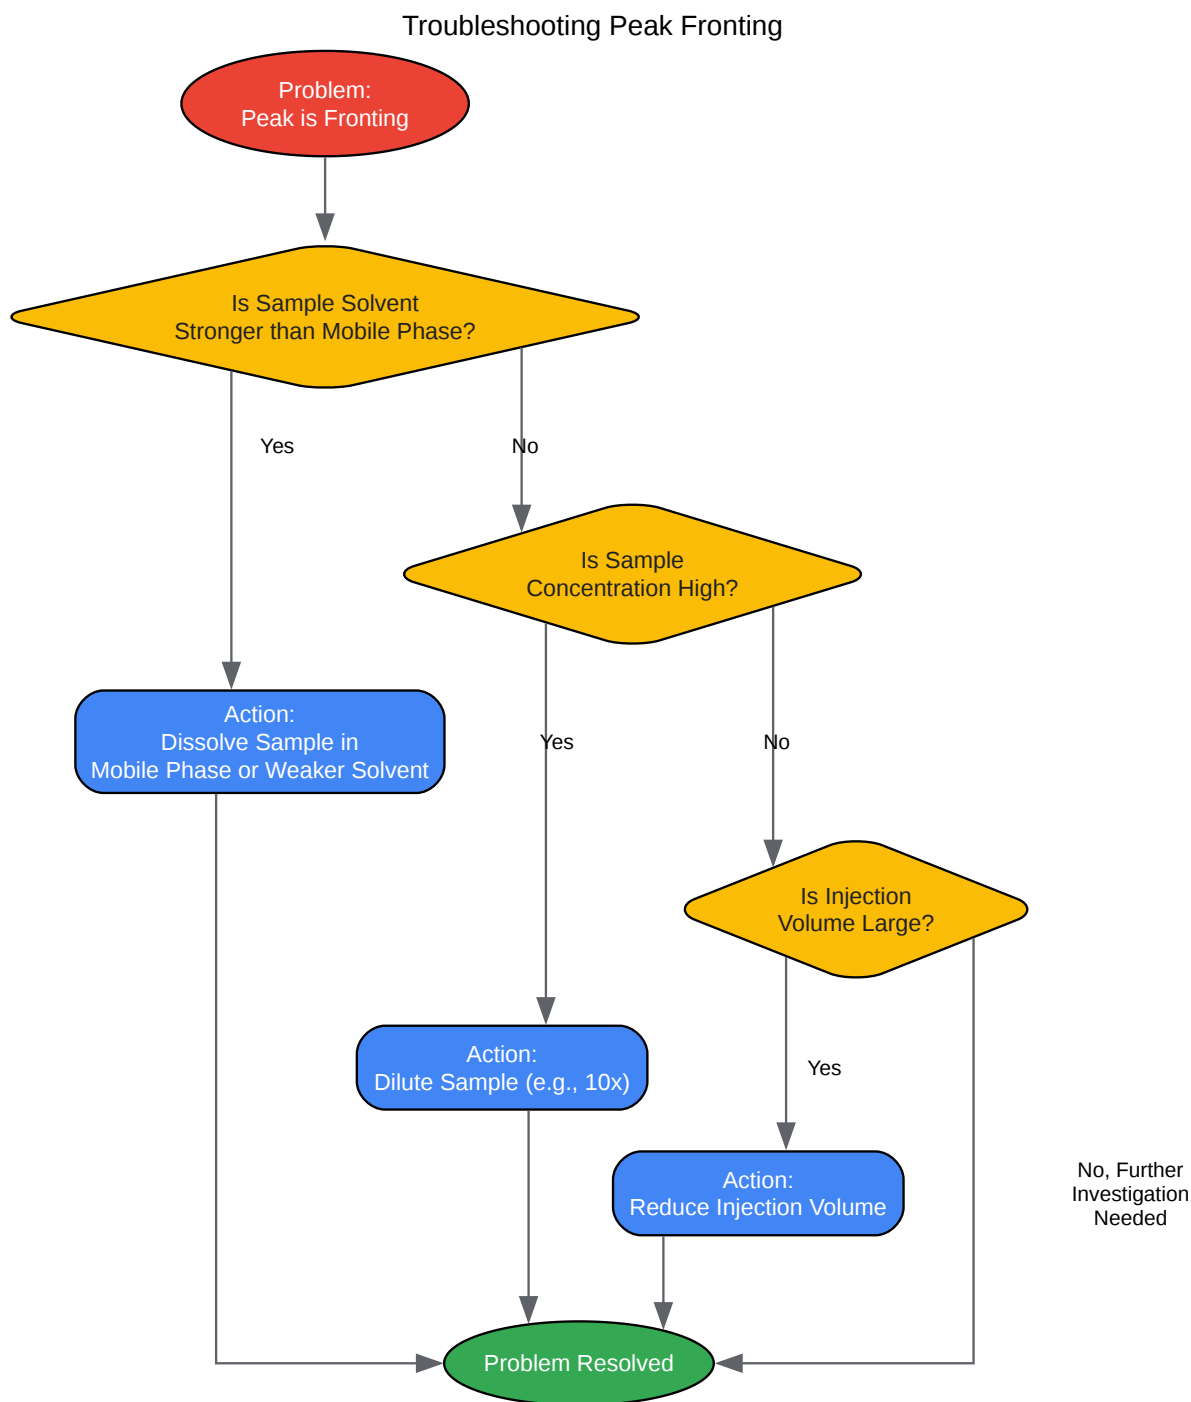 Troubleshooting Peak Fronting
Problem:
Peak is Fronting
Is Sample Solvent
Stronger than Mobile Phase?
Yes
No
Is Sample
Concentration High?
Action:
Dissolve Sample in
Mobile Phase or Weaker Solvent
Yes
No
Is Injection
Volume Large?
Action:
Dilute Sample (e.g., 10x)
Yes
Action:
Reduce Injection Volume
No, Further
Investigation
Needed
Problem Resolved